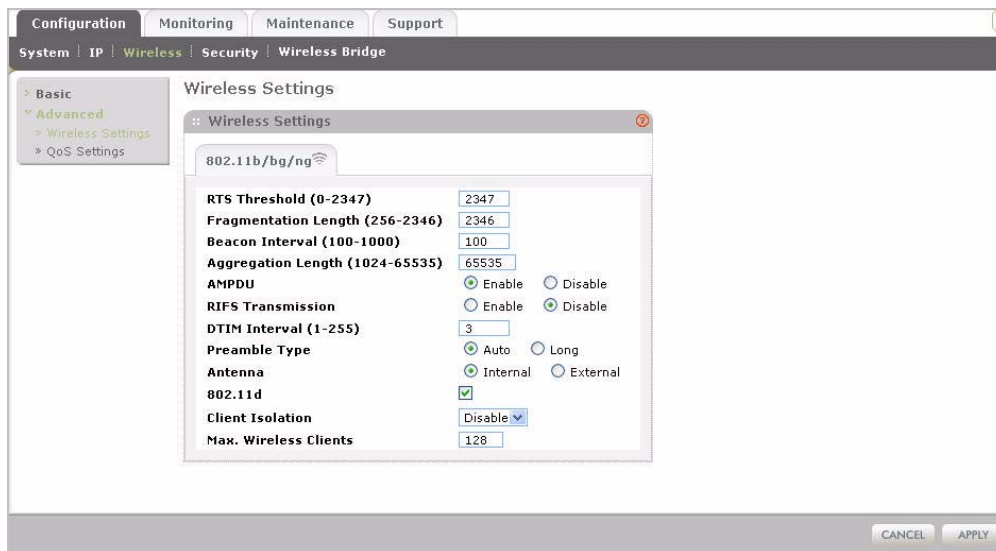 Configuration Monitoring Maintenance Support
System IP Wireless Security Wireless Bridge
Basic
Advanced
» Wireless Settings
» QoS Settings
Wireless Settings
:: Wireless Settings ?
802.11b/bg/ng
RTS Threshold (0-2347) 2347
Fragmentation Length (256-2346) 2346
Beacon Interval (100-1000) 100
Aggregation Length (1024-65535) 65535
AMPDU Enable Disable
RIFS Transmission Enable Disable
DTIM Interval (1-255) 3
Preamble Type Auto Long
Antenna Internal External
802.11d
Client Isolation Disable
Max. Wireless Clients 128
CANCEL APPLY